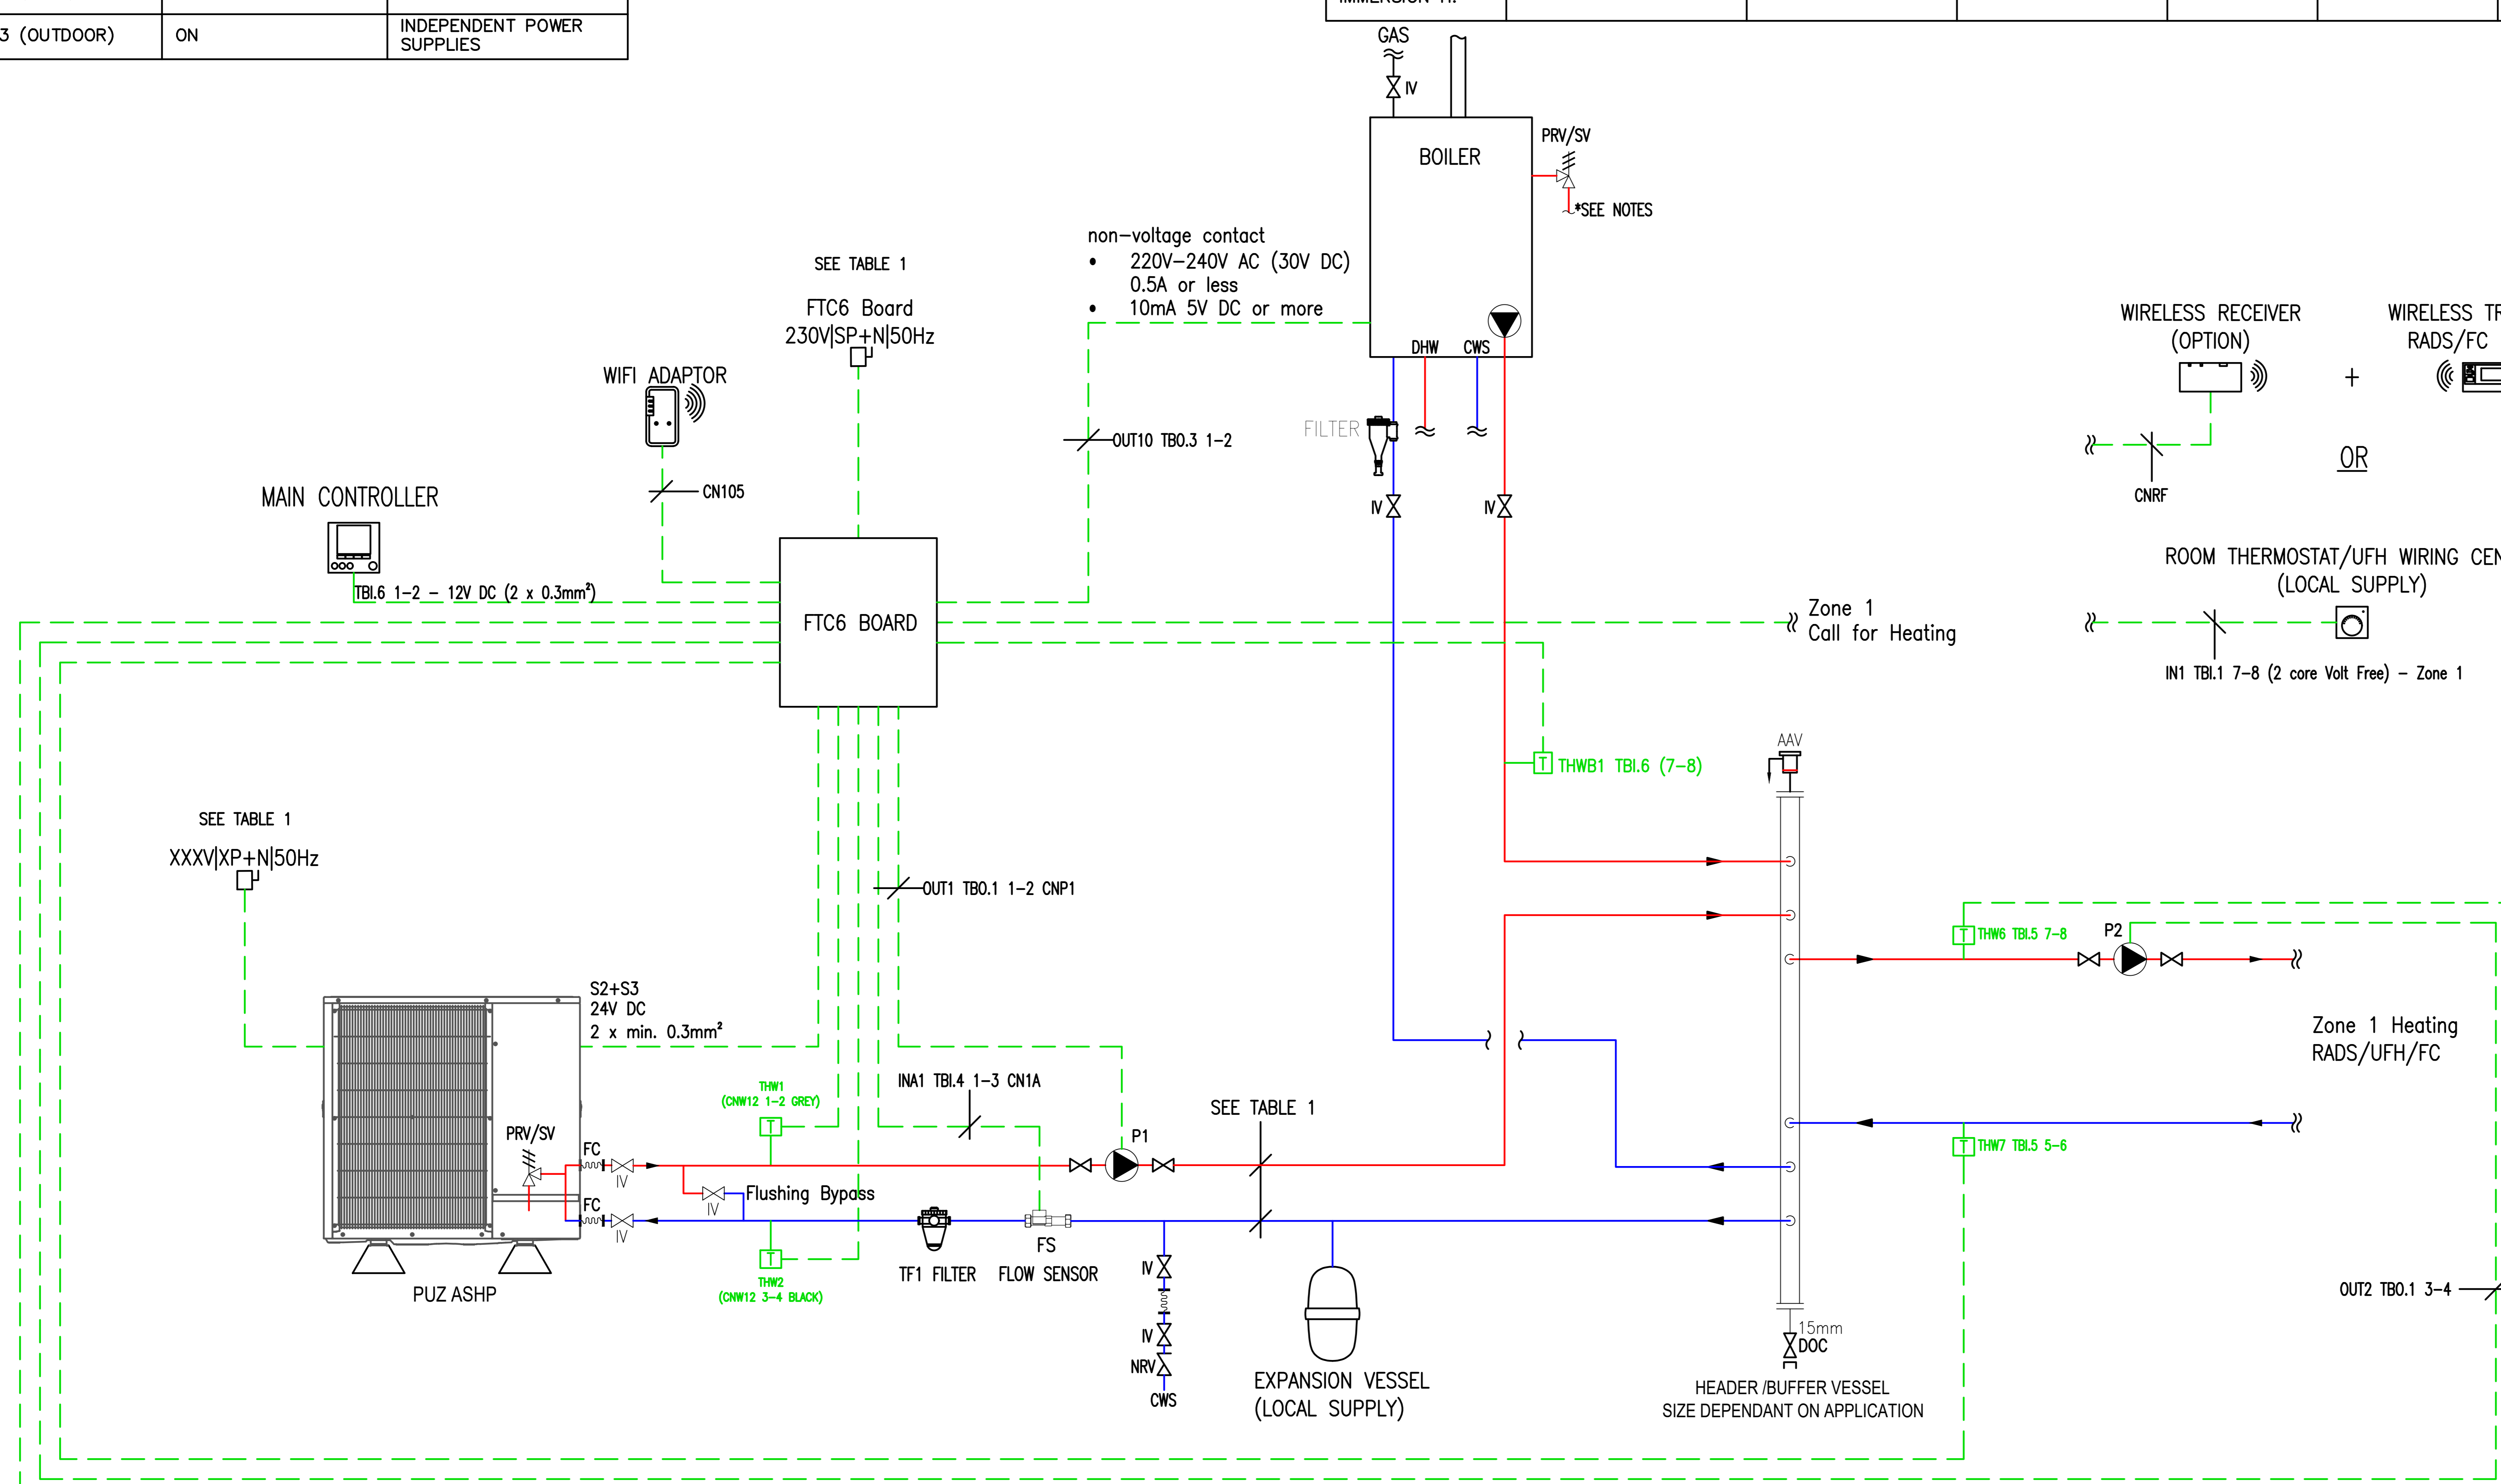 3 (OUTDOOR)
ON
INDEPENDENT POWER
SUPPLIES
GAS
IV
BOILER
PRV/SV
*SEE NOTES
non-voltage contact
• 220V-240V AC (30V DC)
0.5A or less
• 10mA 5V DC or more
SEE TABLE 1
FTC6 Board
230V|SP+N|50Hz
WIRELESS RECEIVER
(OPTION)
+
WIRELESS TR
RADS/FC
DHW
CWS
WIFI ADAPTOR
FILTER
OUT10 TBO.3 1-2
OR
CN105
CNRF
MAIN CONTROLLER
IV
IV
TBI.6 1-2 - 12V DC (2 x 0.3mm²)
FTC6 BOARD
ROOM THERMOSTAT/UFH WIRING CEN
(LOCAL SUPPLY)
Zone 1
Call for Heating
IN1 TBI.1 7-8 (2 core Volt Free) - Zone 1
AAV
T
THWB1 TBI.6 (7-8)
SEE TABLE 1
XXXV|XP+N|50Hz
OUT1 TBO.1 1-2 CNP1
T
THW6 TBI.5 7-8
P2
S2+S3
24V DC
2 x min. 0.3mm²
Zone 1 Heating
RADS/UFH/FC
THW1
(CNW12 1-2 GREY)
T
INA1 TBI.4 1-3 CN1A
SEE TABLE 1
P1
PRV/SV
FC
IV
T
THW7 TBI.5 5-6
Flushing Bypass
IV
FC
IV
T
THW2
(CNW12 3-4 BLACK)
TF1 FILTER
FS
FLOW SENSOR
IV
IV
NRV
CWS
PUZ ASHP
OUT2 TBO.1 3-4
15mm
DOC
EXPANSION VESSEL
(LOCAL SUPPLY)
HEADER /BUFFER VESSEL
SIZE DEPENDANT ON APPLICATION